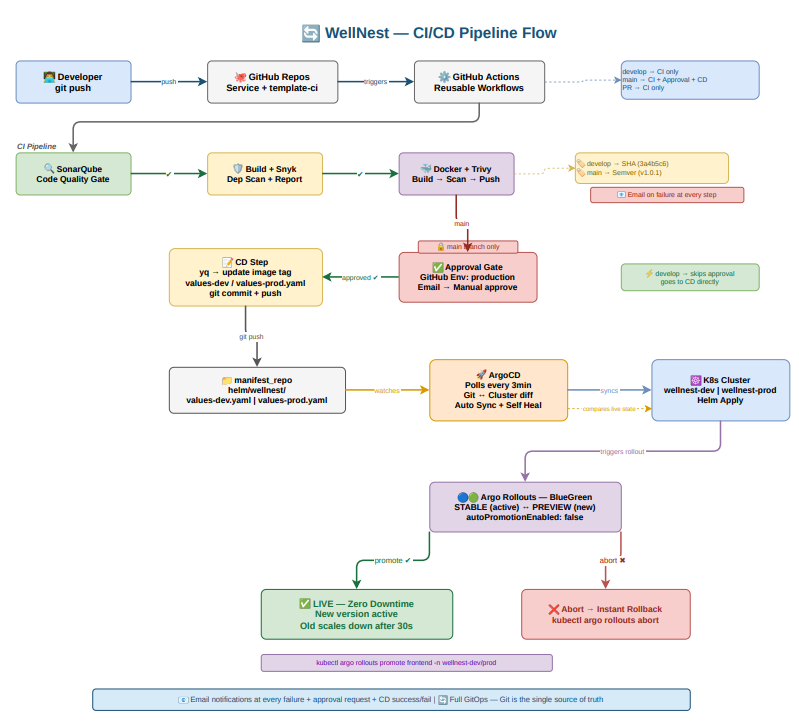 🔄 WellNest — CI/CD Pipeline Flow
👨‍💻 Developer
git push
push
🐙 GitHub Repos
Service + template-ci
triggers
⚙️ GitHub Actions
Reusable Workflows
develop → CI only
main → CI + Approval + CD
PR → CI only
CI Pipeline
🔍 SonarQube
Code Quality Gate
✔
🛡️ Build + Snyk
Dep Scan + Report
✔
🐳 Docker + Trivy
Build → Scan → Push
🏷️ develop → SHA (3a4b5c6)
🏷️ main → Semver (v1.0.1)
📧 Email on failure at every step
main
🔒 main branch only
📝 CD Step
yq → update image tag
values-dev / values-prod.yaml
git commit + push
approved ✔
✅ Approval Gate
GitHub Env: production
Email → Manual approve
⚡ develop → skips approval
goes to CD directly
git push
📁 manifest_repo
helm/wellnest/
values-dev.yaml | values-prod.yaml
watches
🚀 ArgoCD
Polls every 3min
Git ↔ Cluster diff
Auto Sync + Self Heal
syncs
compares live state
☸️ K8s Cluster
wellnest-dev | wellnest-prod
Helm Apply
triggers rollout
🔵🟢 Argo Rollouts — BlueGreen
STABLE (active) ↔ PREVIEW (new)
autoPromotionEnabled: false
promote ✔
abort ✖
✅ LIVE — Zero Downtime
New version active
Old scales down after 30s
❌ Abort → Instant Rollback
kubectl argo rollouts abort
kubectl argo rollouts promote frontend -n wellnest-dev/prod
📧 Email notifications at every failure + approval request + CD success/fail | 🔄 Full GitOps — Git is the single source of truth